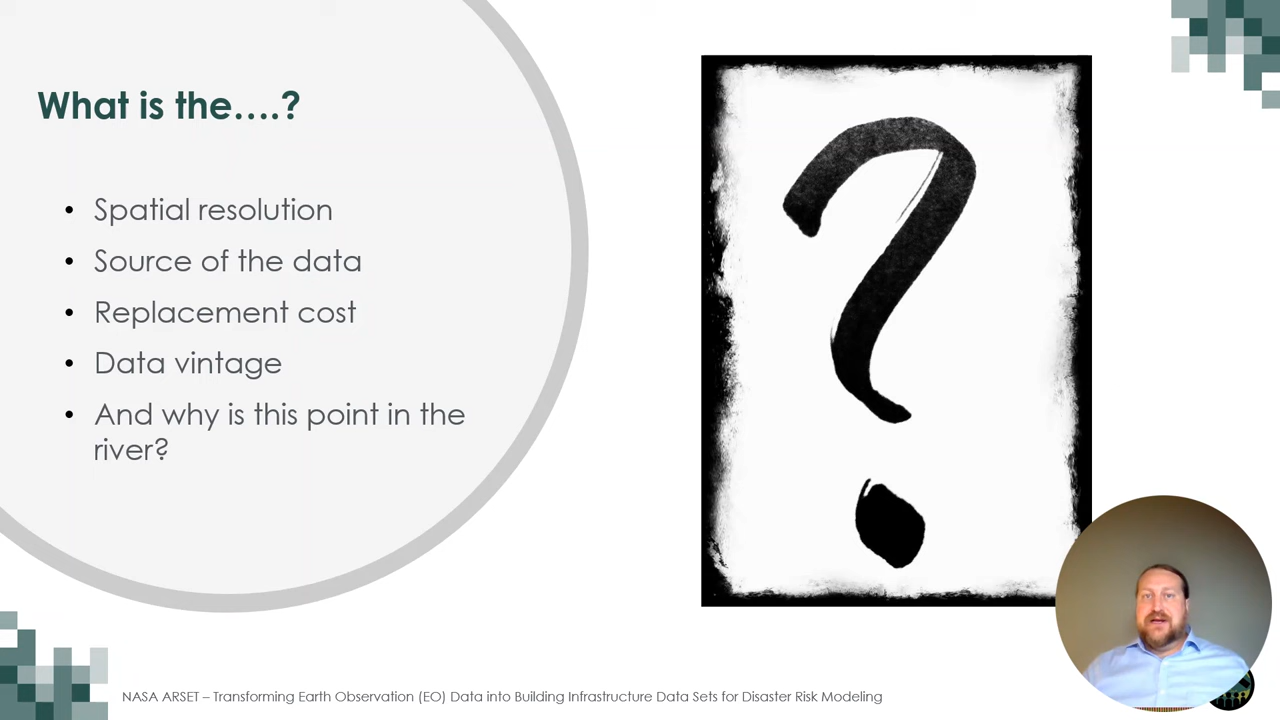 What is the....?
• Spatial resolution
• Source of the data
• Replacement cost
• Data vintage
• And why is this point in the
river?
?
NASA ARSET – Transforming Earth Observation (EO) Data into Building Infrastructure Data Sets for Disaster Risk Modeling